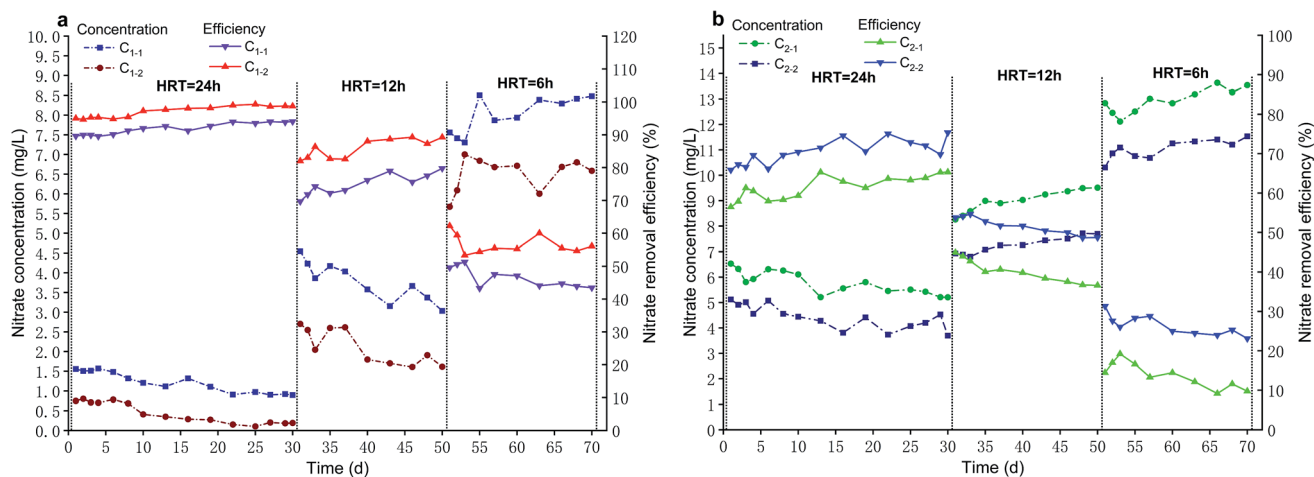 a
Concentration
Efficiency
C1-1
C1-1
C1-2
C1-2
HRT=24h
HRT=12h
HRT=6h
Nitrate concentration (mg/L)
10.0
9.5
9.0
8.5
8.0
7.5
7.0
6.5
6.0
5.5
5.0
4.5
4.0
3.5
3.0
2.5
2.0
1.5
1.0
0.5
0.0
0 5 10 15 20 25 30 35 40 45 50 55 60 65 70
Time (d)
120
110
100
90
80
70
60
50
40
30
20
10
0
Nitrate removal efficiency (%)
b
Concentration
Efficiency
C2-1
C2-1
C2-2
C2-2
HRT=24h
HRT=12h
HRT=6h
Nitrate concentration (mg/L)
15
14
13
12
11
10
9
8
7
6
5
4
3
2
1
0
0 5 10 15 20 25 30 35 40 45 50 55 60 65 70
Time (d)
100
90
80
70
60
50
40
30
20
10
0
Nitrate removal efficiency (%)